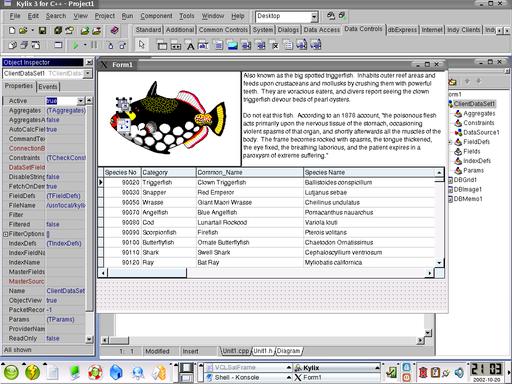 Kylix 3 for C++ - Project1
File Edit Search View Project Run Component Tools Window Help
Desktop
Standard Additional Common Controls System Dialogs Data Access Data Controls dbExpress Internet Indy Clients Indy
Object Inspector
ClientDataSet1 TClientDataS
Properties Events
Active true
Aggregates (TAggregates)
AggregatesA false
AutoCalcFiel true
CommandTex
ConnectionB
Constraints (TCheckConst
DataSetField
DisableString false
FetchOnDem true
FieldDefs (TFieldDefs)
FileName /usr/local/kylix
Filter
Filtered false
FilterOptions []
IndexDefs (TIndexDefs)
IndexFieldNa
IndexName
MasterFields
MasterSourc
Name ClientDataSet1
ObjectView true
PacketRecor -1
Params (TParams)
ProviderNam
ReadOnly false
All shown
Form1
Also known as the big spotted triggerfish. Inhabits outer reef areas and
feeds upon crustaceans and mollusks by crushing them with powerful
teeth. They are voracious eaters, and divers report seeing the clown
triggerfish devour beds of pearl oysters.
Do not eat this fish. According to an 1878 account, "the poisonous flesh
acts primarily upon the nervous tissue of the stomach, occasioning
violent spasms of that organ, and shortly afterwards all the muscles of the
body. The frame becomes rocked with spasms, the tongue thickened,
the eye fixed, the breathing laborious, and the patient expires in a
paroxysm of extreme suffering."
Species No Category Common_Name Species Name
90020 Triggerfish Clown Triggerfish Ballistoides conspicillum
90030 Snapper Red Emperor Lutjanus sebae
90050 Wrasse Giant Maori Wrasse Cheilinus undulatus
90070 Angelfish Blue Angelfish Pomacanthus nauarchus
90080 Cod Lunartail Rockcod Variola louti
90090 Scorpionfish Firefish Pterois volitans
90100 Butterflyfish Ornate Butterflyfish Chaetodon Ornatissimus
90110 Shark Swell Shark Cephaloscyllium ventriosum
90120 Ray Bat Ray Myliobatis californica
orm1
ClientDataSet1
Aggregates
Constraints
DataSource1
FieldDefs
Fields
IndexDefs
Params
DBGrid1
DBImage1
DBMemo1
1: 1 Modified Insert Unit1.cpp Unit1.h Diagram
VCLSalFrame Kylix
Shell - Konsole Form1
21:03
2002-10-20